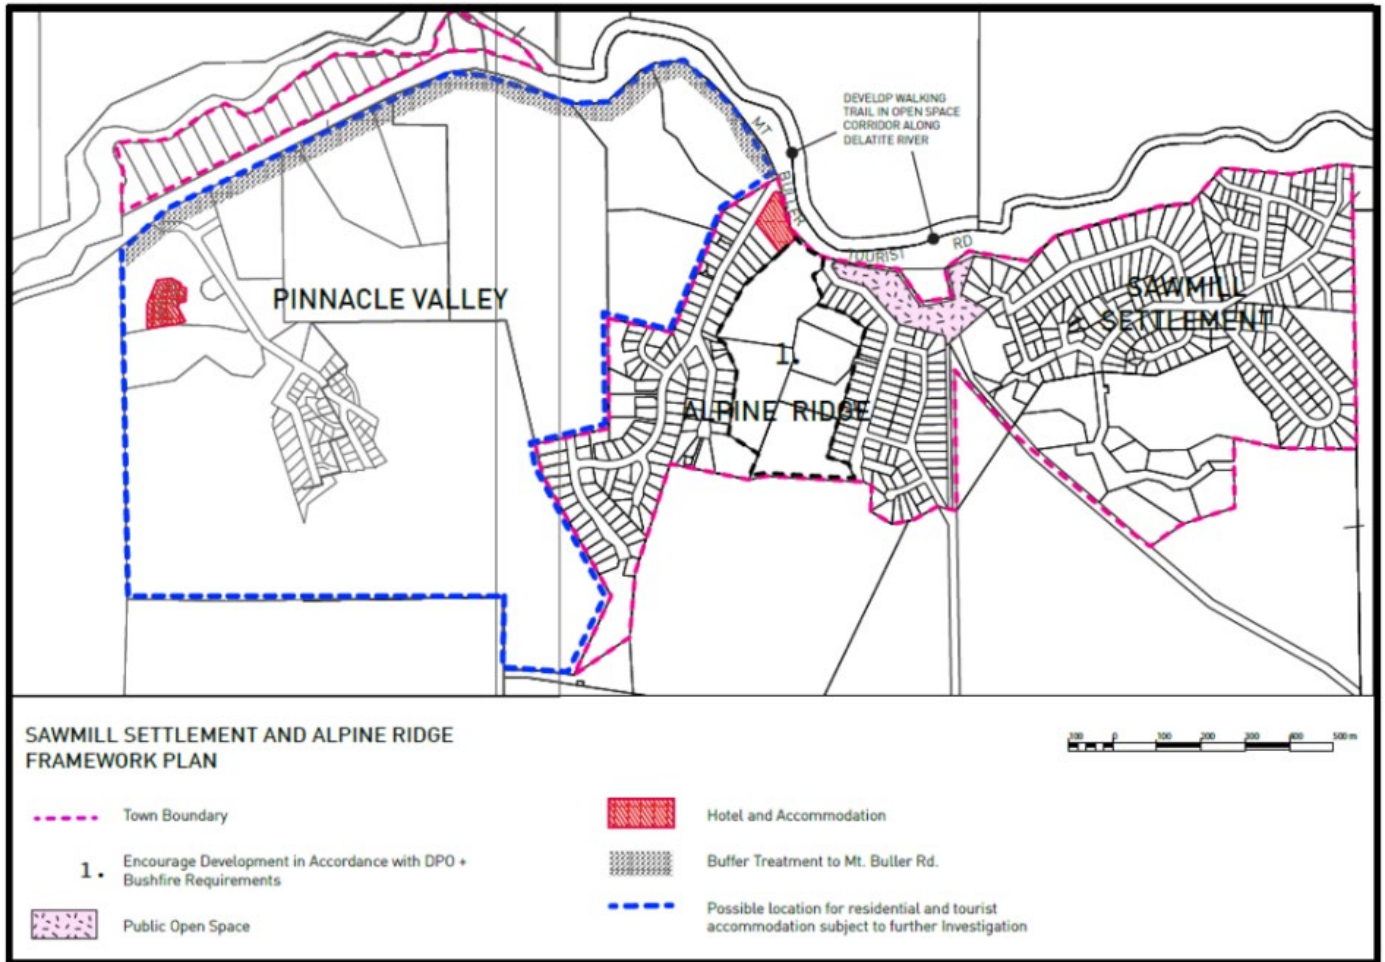 DEVELOP WALKING
TRAIL IN OPEN SPACE
CORRIDOR ALONG
DELATITE RIVER
MT
BULLER
TOURIST
RD
PINNACLE VALLEY
SAWMILL
SETTLEMENT
1.
ALPINE RIDGE
SAWMILL SETTLEMENT AND ALPINE RIDGE
FRAMEWORK PLAN
100 0 100 200 300 400 500 m
Town Boundary
1. Encourage Development in Accordance with DPO +
Bushfire Requirements
Public Open Space
Hotel and Accommodation
Buffer Treatment to Mt. Buller Rd.
Possible location for residential and tourist
accommodation subject to further Investigation